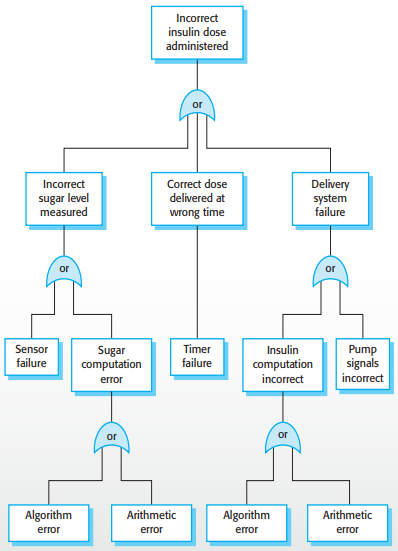 Incorrect
insulin dose
administered
or
Incorrect
sugar level
measured
Correct dose
delivered at
wrong time
Delivery
system
failure
or
or
Sensor
failure
Sugar
computation
error
Timer
failure
Insulin
computation
incorrect
Pump
signals
incorrect
or
or
Algorithm
error
Arithmetic
error
Algorithm
error
Arithmetic
error